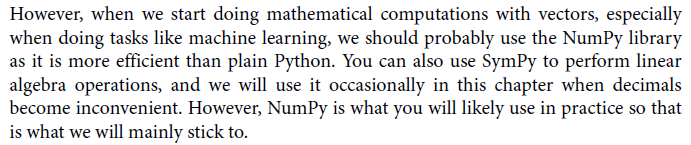 However, when we start doing mathematical computations with vectors, especially
when doing tasks like machine learning, we should probably use the NumPy library
as it is more efficient than plain Python. You can also use SymPy to perform linear
algebra operations, and we will use it occasionally in this chapter when decimals
become inconvenient. However, NumPy is what you will likely use in practice so that
is what we will mainly stick to.